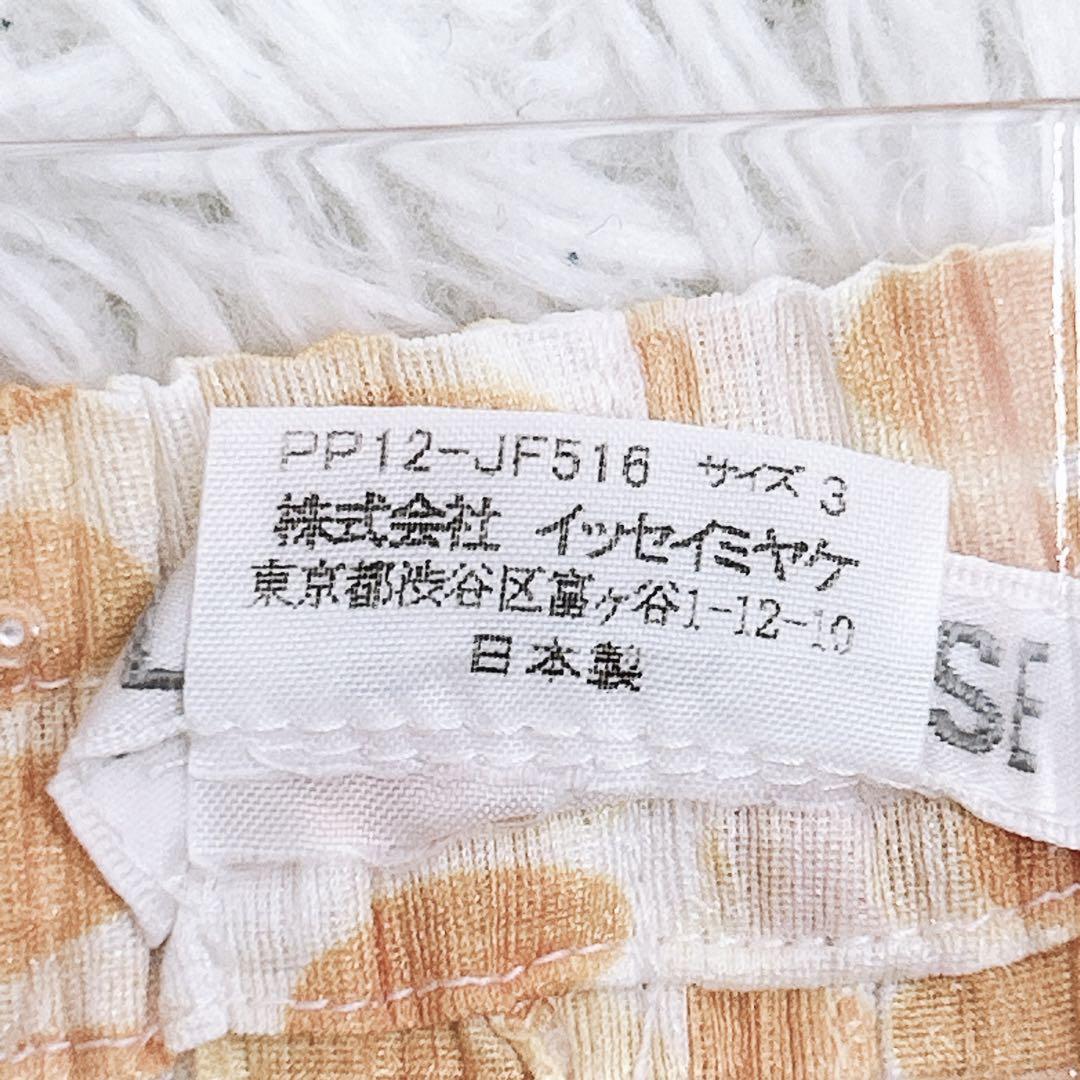 PP12-JF516 サイズ 3
株式会社 イッセイミヤケ
東京都渋谷区富ヶ谷1-12-10
日本製
SE